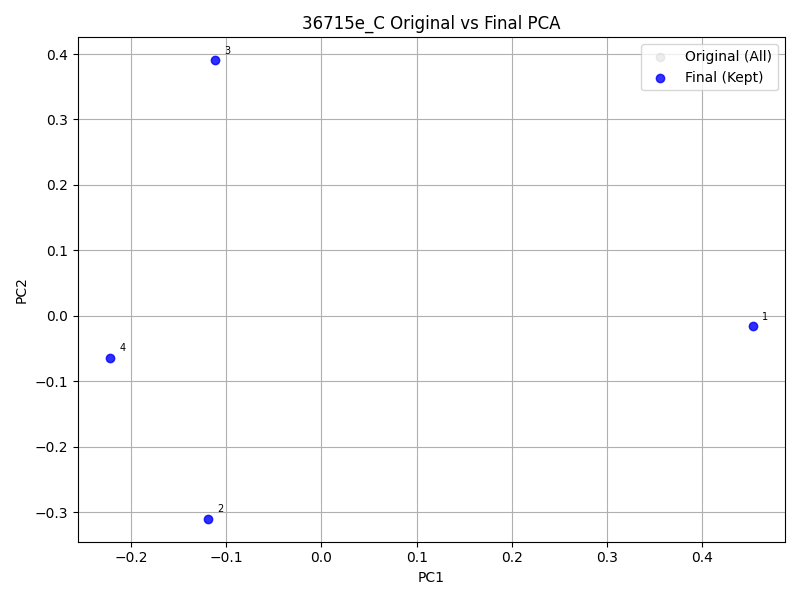 36715e_C Original vs Final PCA
Original (All)
Final (Kept)
3
1
4
2
PC2
0.4
0.3
0.2
0.1
0.0
−0.1
−0.2
−0.3
−0.2 −0.1 0.0 0.1 0.2 0.3 0.4
PC1